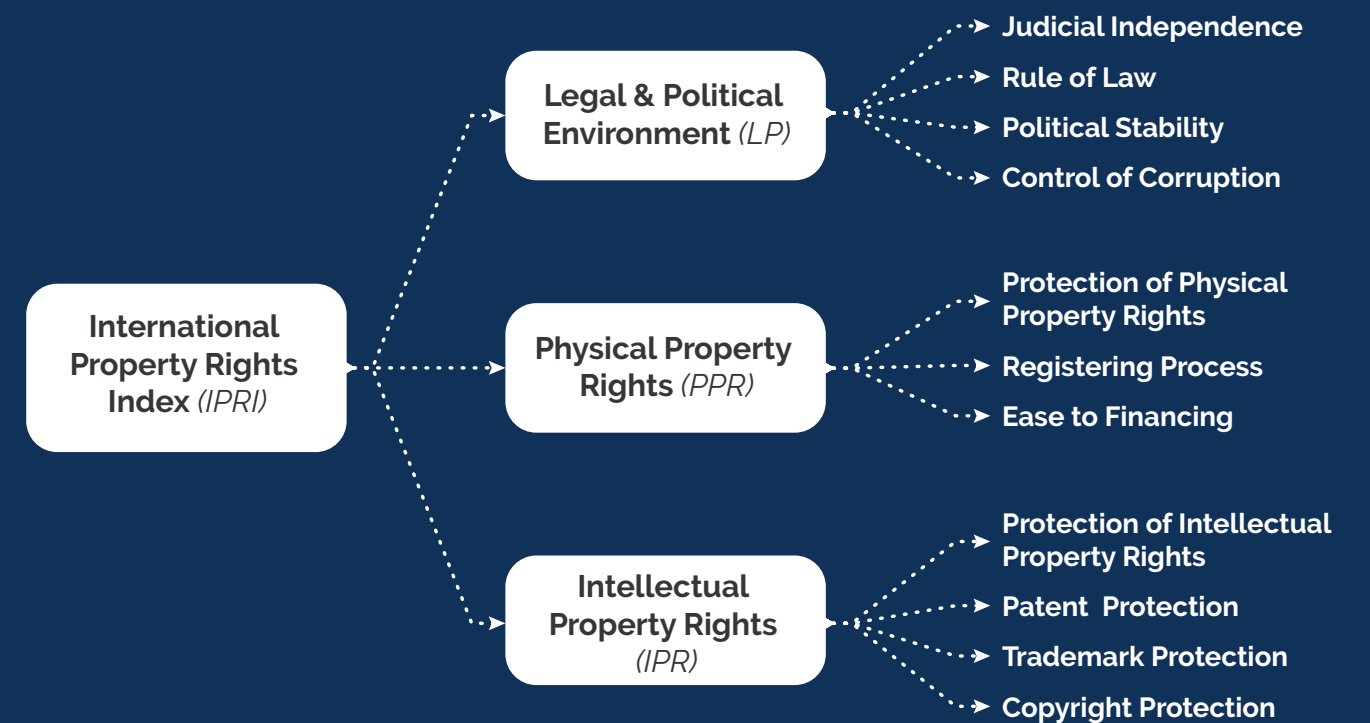 International
Property Rights
Index (IPRI)
Legal & Political
Environment (LP)
Judicial Independence
Rule of Law
Political Stability
Control of Corruption
Physical Property
Rights (PPR)
Protection of Physical
Property Rights
Registering Process
Ease to Financing
Intellectual
Property Rights
(IPR)
Protection of Intellectual
Property Rights
Patent  Protection
Trademark Protection
Copyright Protection